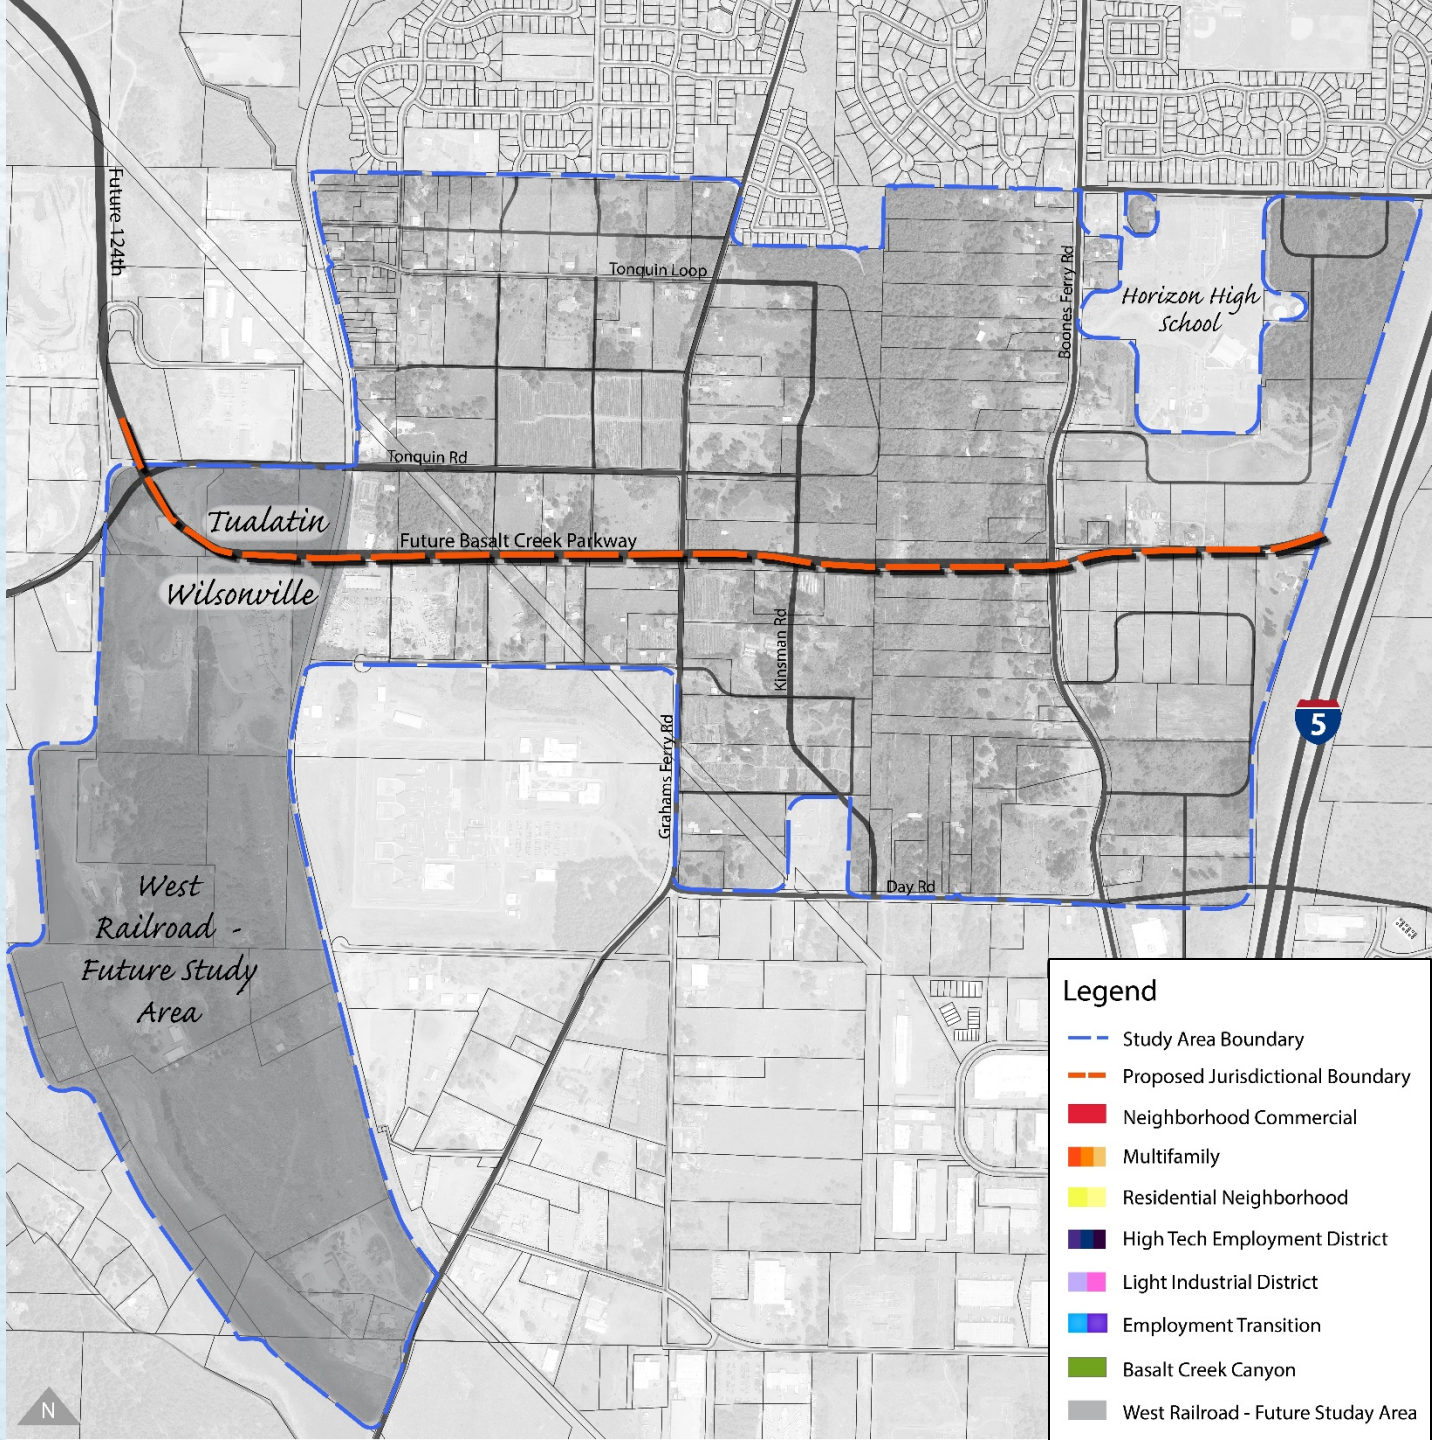 Future 124th
Tonquin Loop
Boones Ferry Rd
Horizon High
School
Tonquin Rd
Tualatin
Future Basalt Creek Parkway
Wilsonville
Kinsman Rd
Grahams Ferry Rd
5
West
Railroad -
Future Study
Area
Day Rd
Legend
Study Area Boundary
Proposed Jurisdictional Boundary
Neighborhood Commercial
Multifamily
Residential Neighborhood
High Tech Employment District
Light Industrial District
Employment Transition
Basalt Creek Canyon
West Railroad - Future Studay Area
N